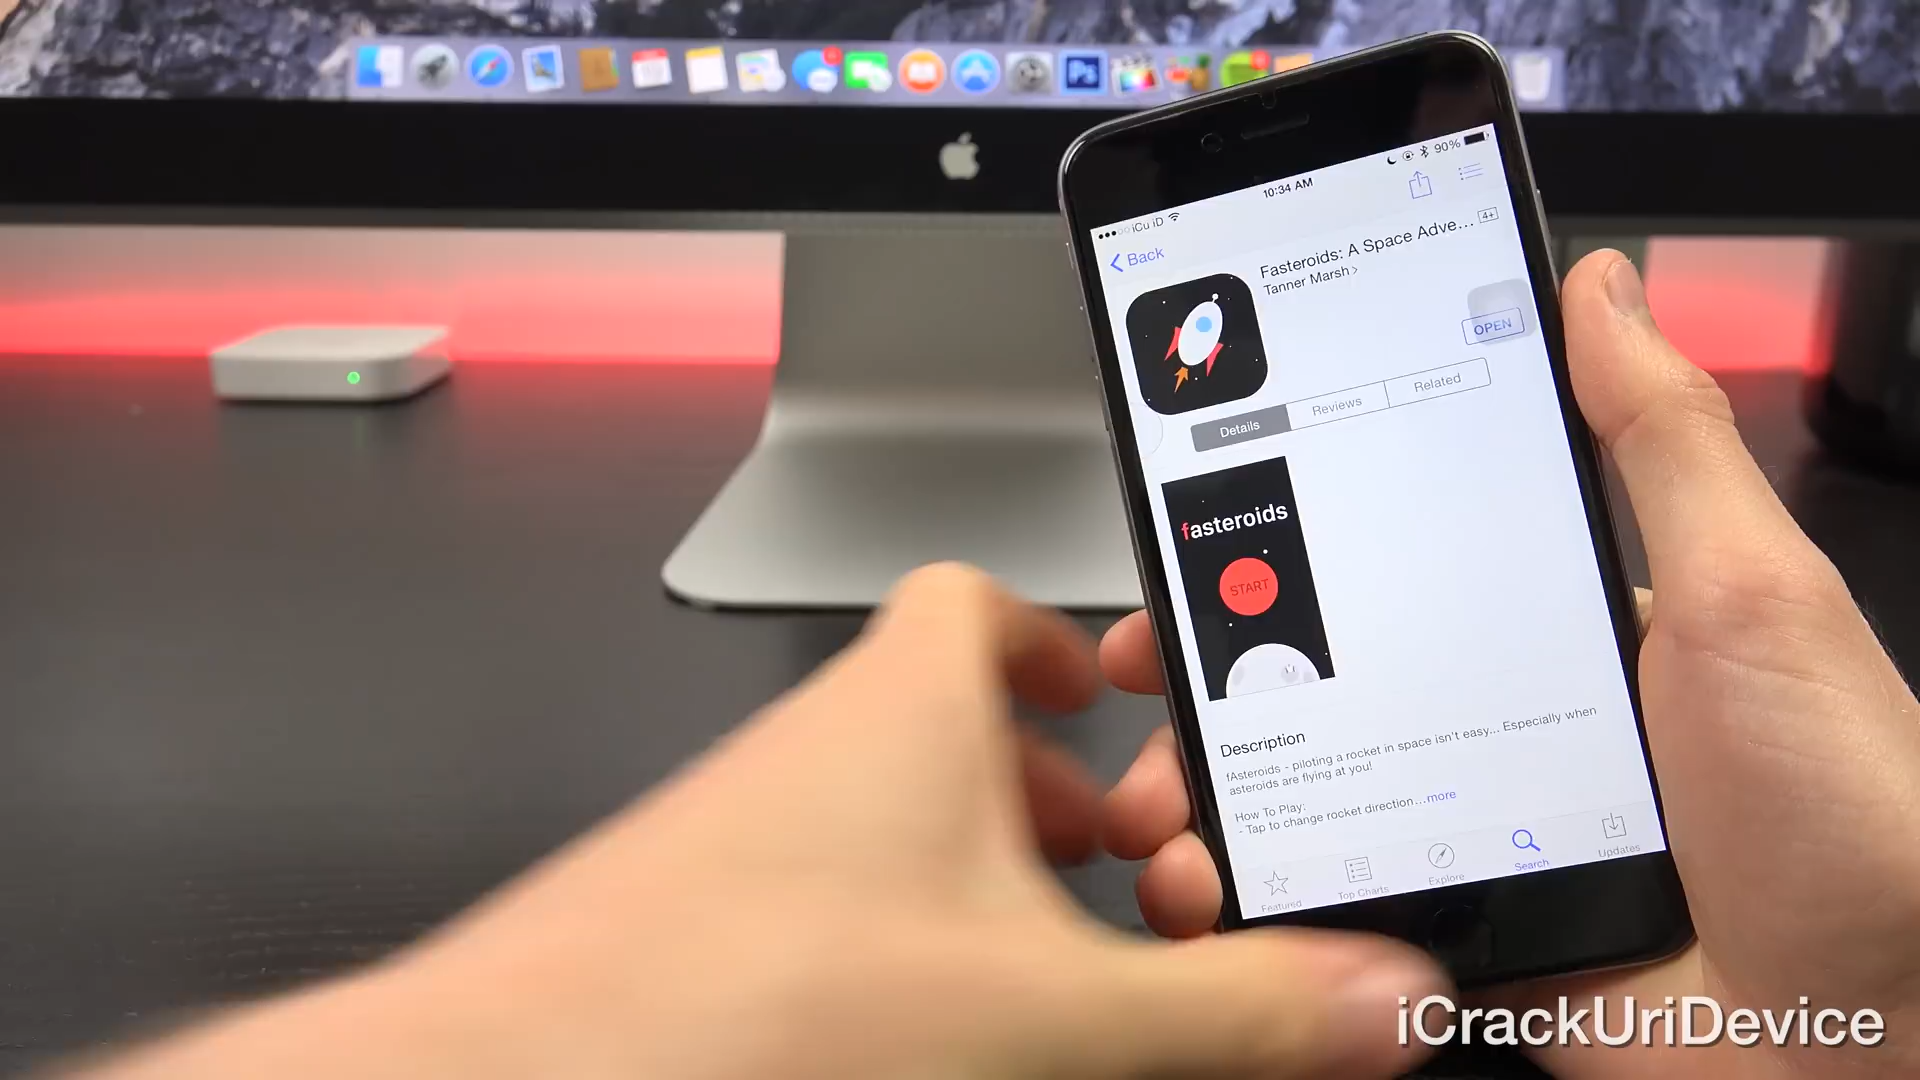 Ps
●●●○○ iCu iD
10:34 AM
90%
Back
Fasteroids: A Space Adve...
4+
Tanner Marsh >
OPEN
Details
Reviews
Related
fasteroids
START
Description
fAsteroids - piloting a rocket in space isn't easy... Especially when
asteroids are flying at you!
How To Play:
- Tap to change rocket direction...more
Featured
Top Charts
Explore
Search
Updates
iCrackUriDevice